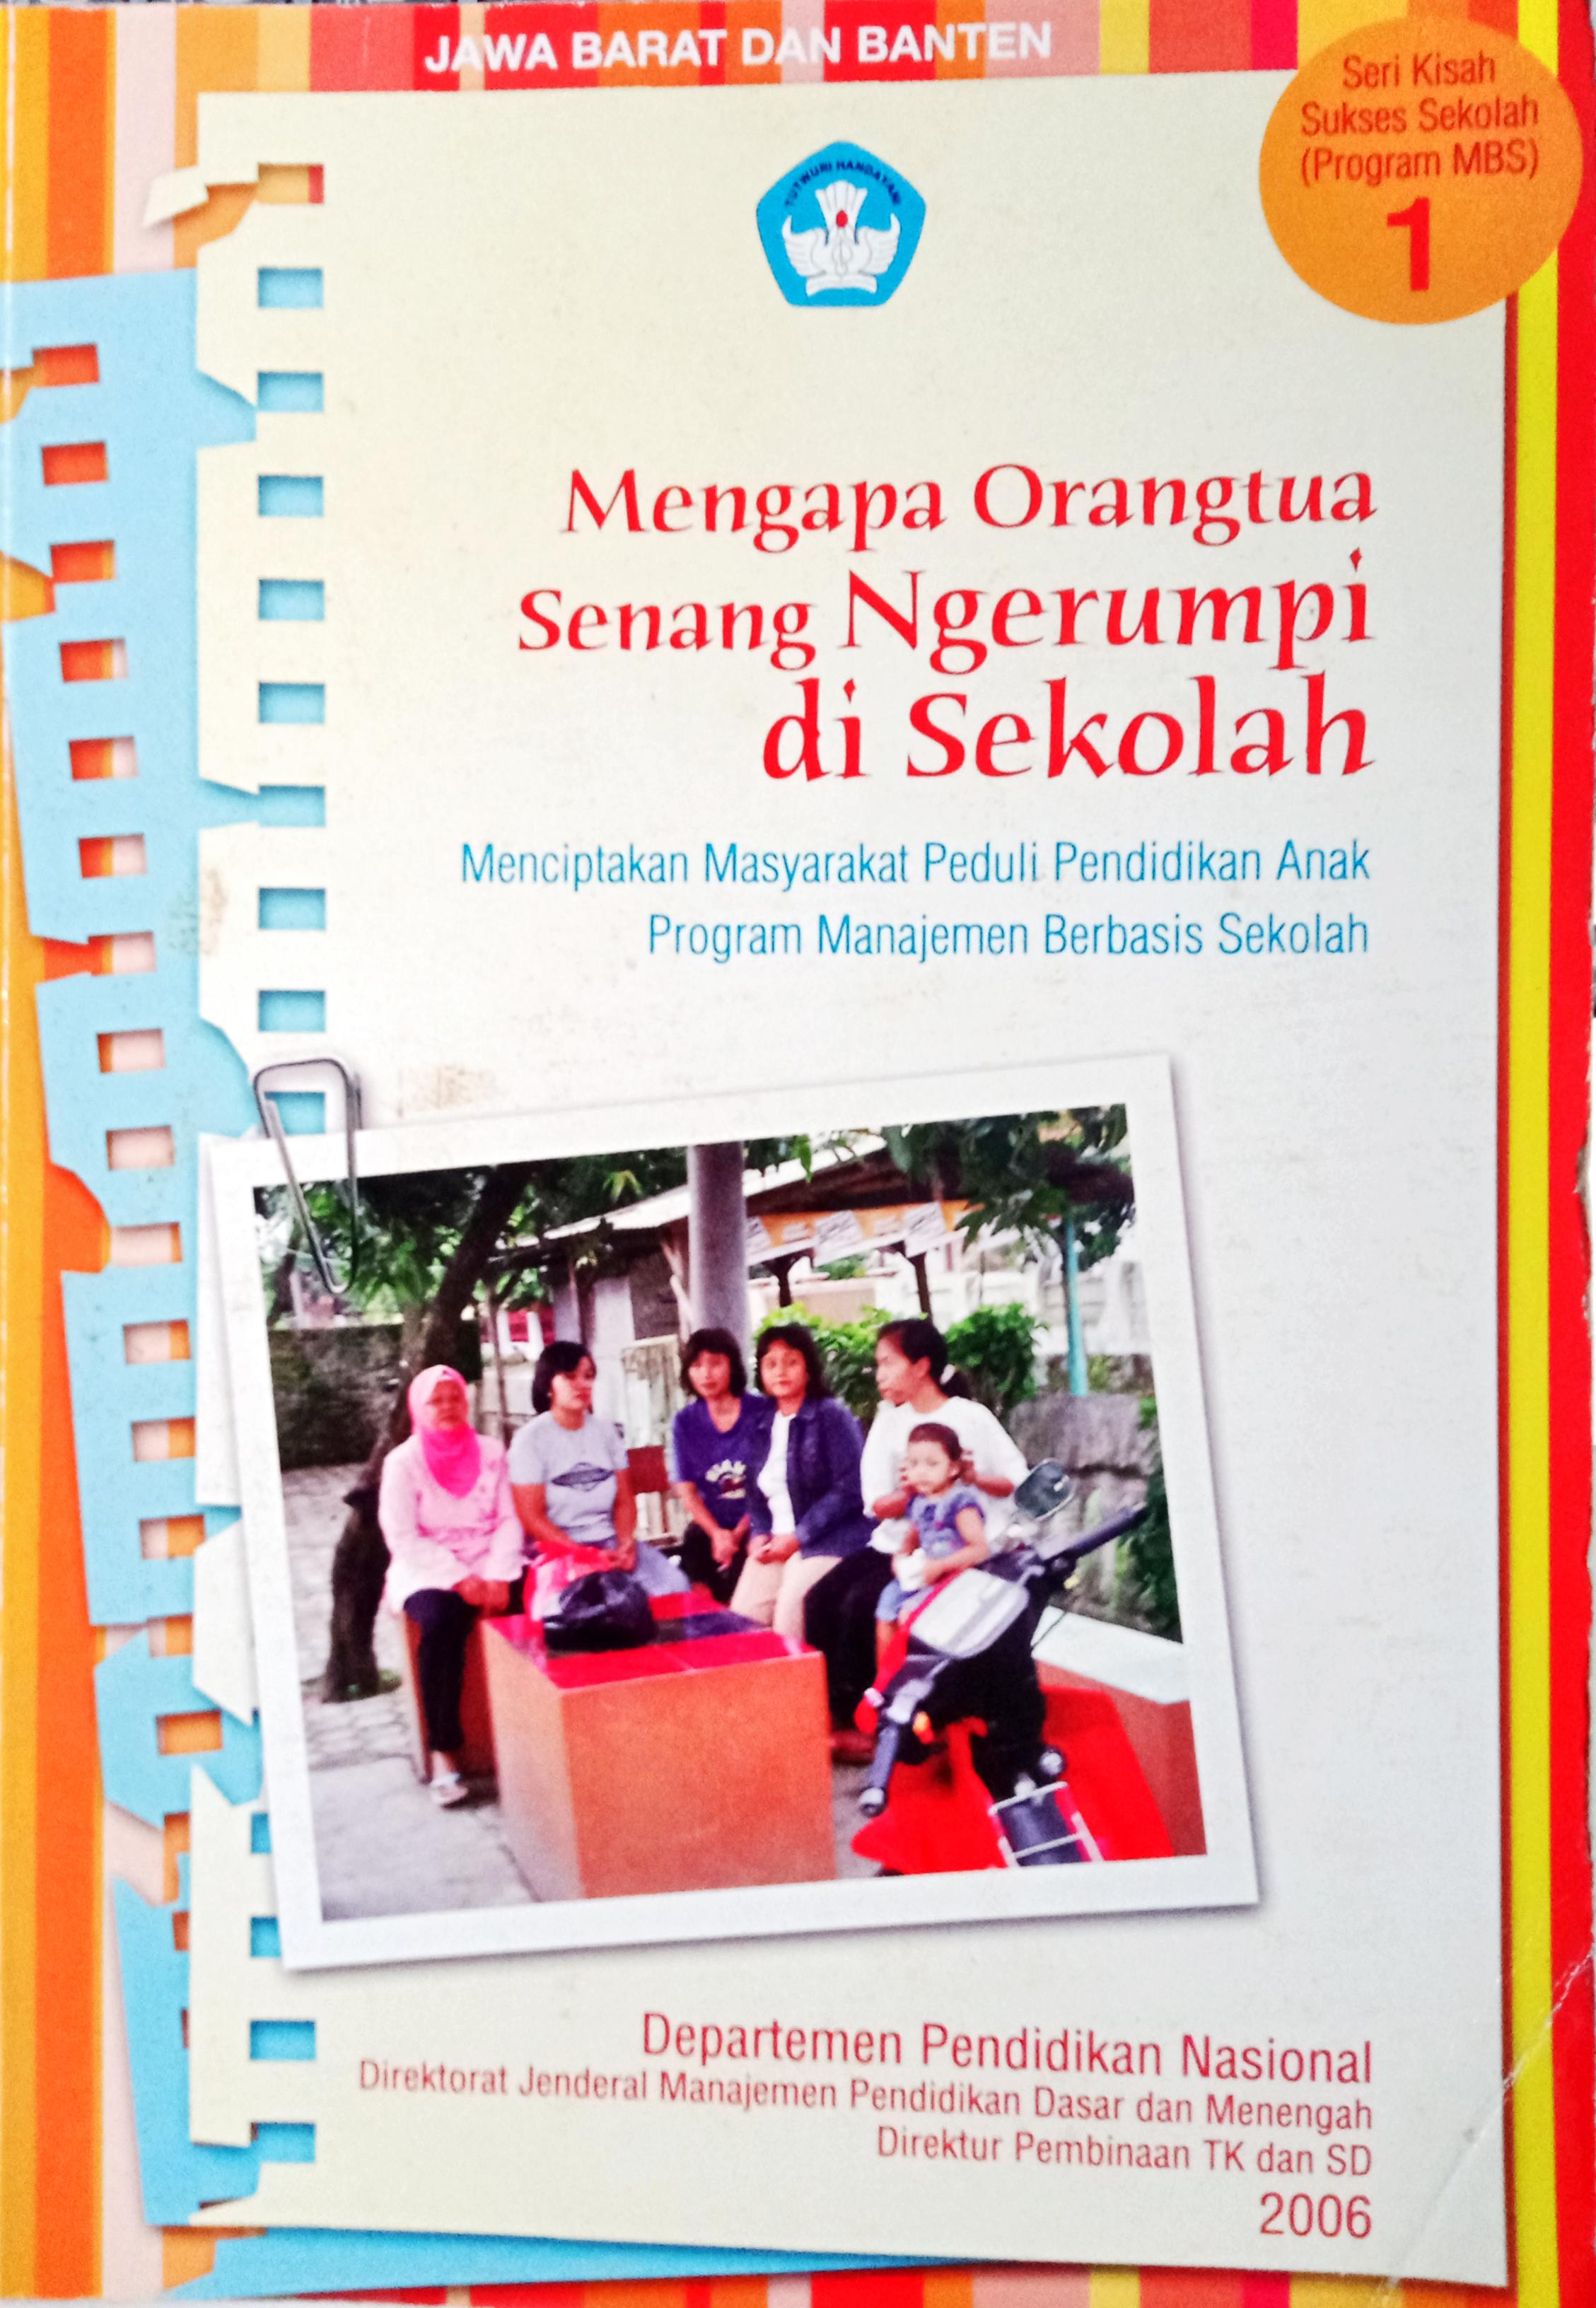 JAWA BARAT DAN BANTEN
Seri Kisah
Sukses Sekolah
(Program MBS)
1
TUT WURI HANDAYANI
Mengapa Orangtua
Senang Ngerumpi
di Sekolah
Menciptakan Masyarakat Peduli Pendidikan Anak
Program Manajemen Berbasis Sekolah
Departemen Pendidikan Nasional
Direktorat Jenderal Manajemen Pendidikan Dasar dan Menengah
Direktur Pembinaan TK dan SD
2006